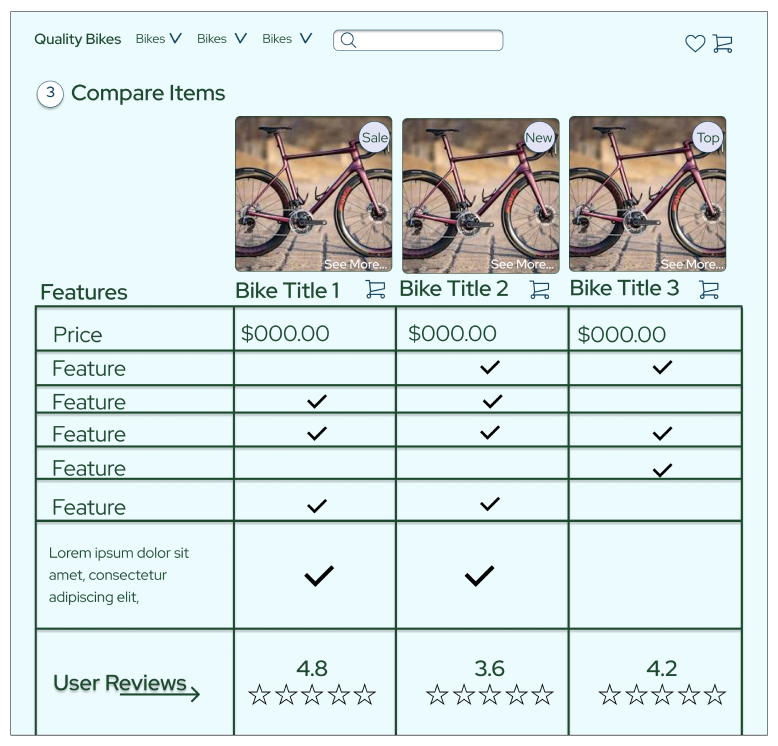 Quality Bikes Bikes Bikes Bikes
3 Compare Items
Sale New Top
See More... See More... See More...
Features Bike Title 1 Bike Title 2 Bike Title 3
Price $000.00 $000.00 $000.00
Feature
Feature
Feature
Feature
Feature
Lorem ipsum dolor sit
amet, consectetur
adipiscing elit,
4.8 3.6 4.2
User Reviews